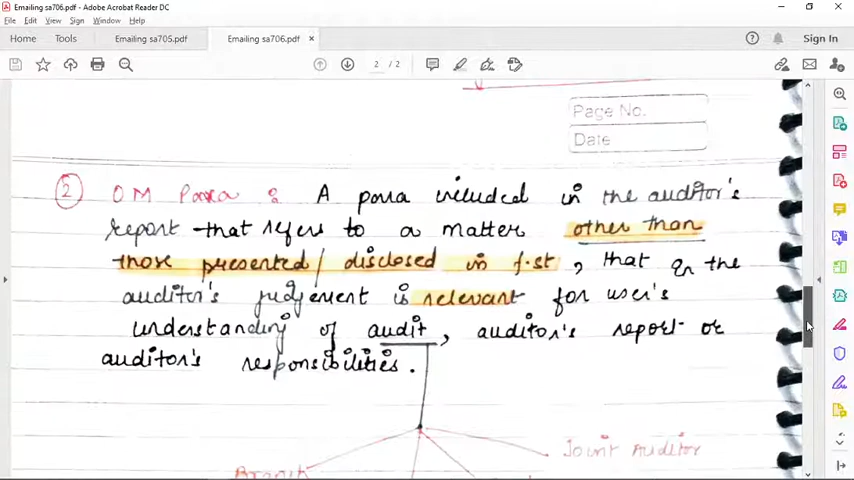 Emailing sa706.pdf - Adobe Acrobat Reader DC
File Edit View Sign Window Help
Home Tools Emailing sa705.pdf Emailing sa706.pdf × Sign In
2 / 2
Page No.
Date
② OM Para : A para included in the auditor's
report that refers to a matter other than
those presented/ disclosed in f.st, that in the
auditor's judgement is relevant for user's
understanding of audit, auditor's report or
auditor's responsibilities.
Joint Auditor
Branch